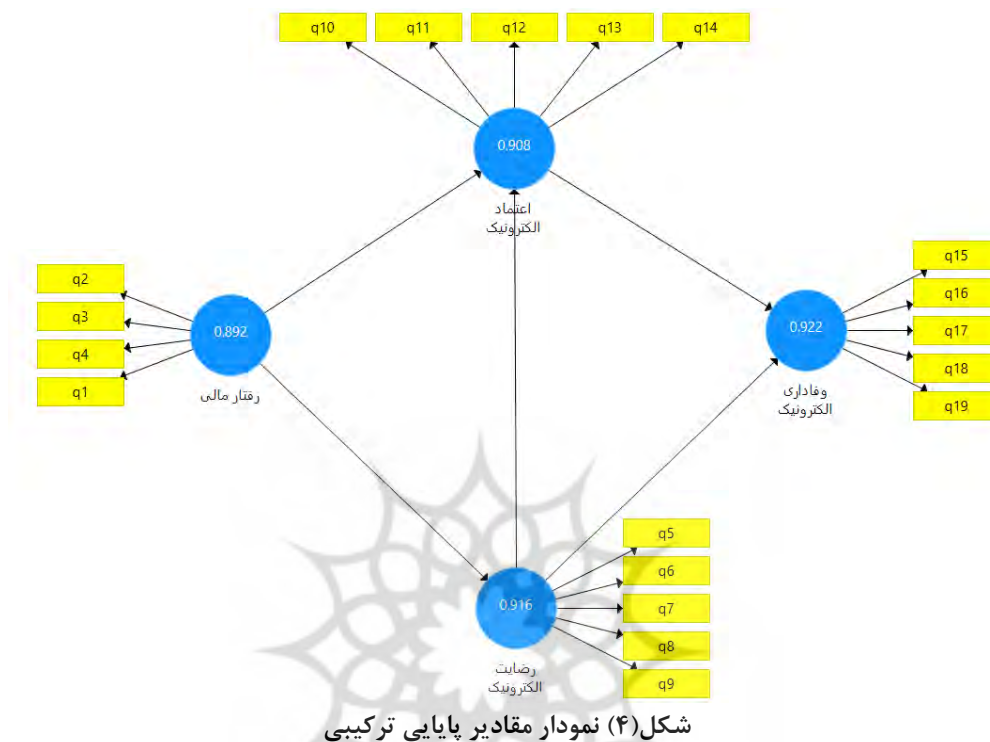 q10 q11 q12 q13 q14
0.908
اعتماد
الکترونیک
q2
q3
q4
q1
0.892
رفتار مالی
0.922
وفاداری
الکترونیک
q15
q16
q17
q18
q19
0.916
رضایت
الکترونیک
q5
q6
q7
q8
q9
شکل(۴) نمودار مقادیر پایایی ترکیبی